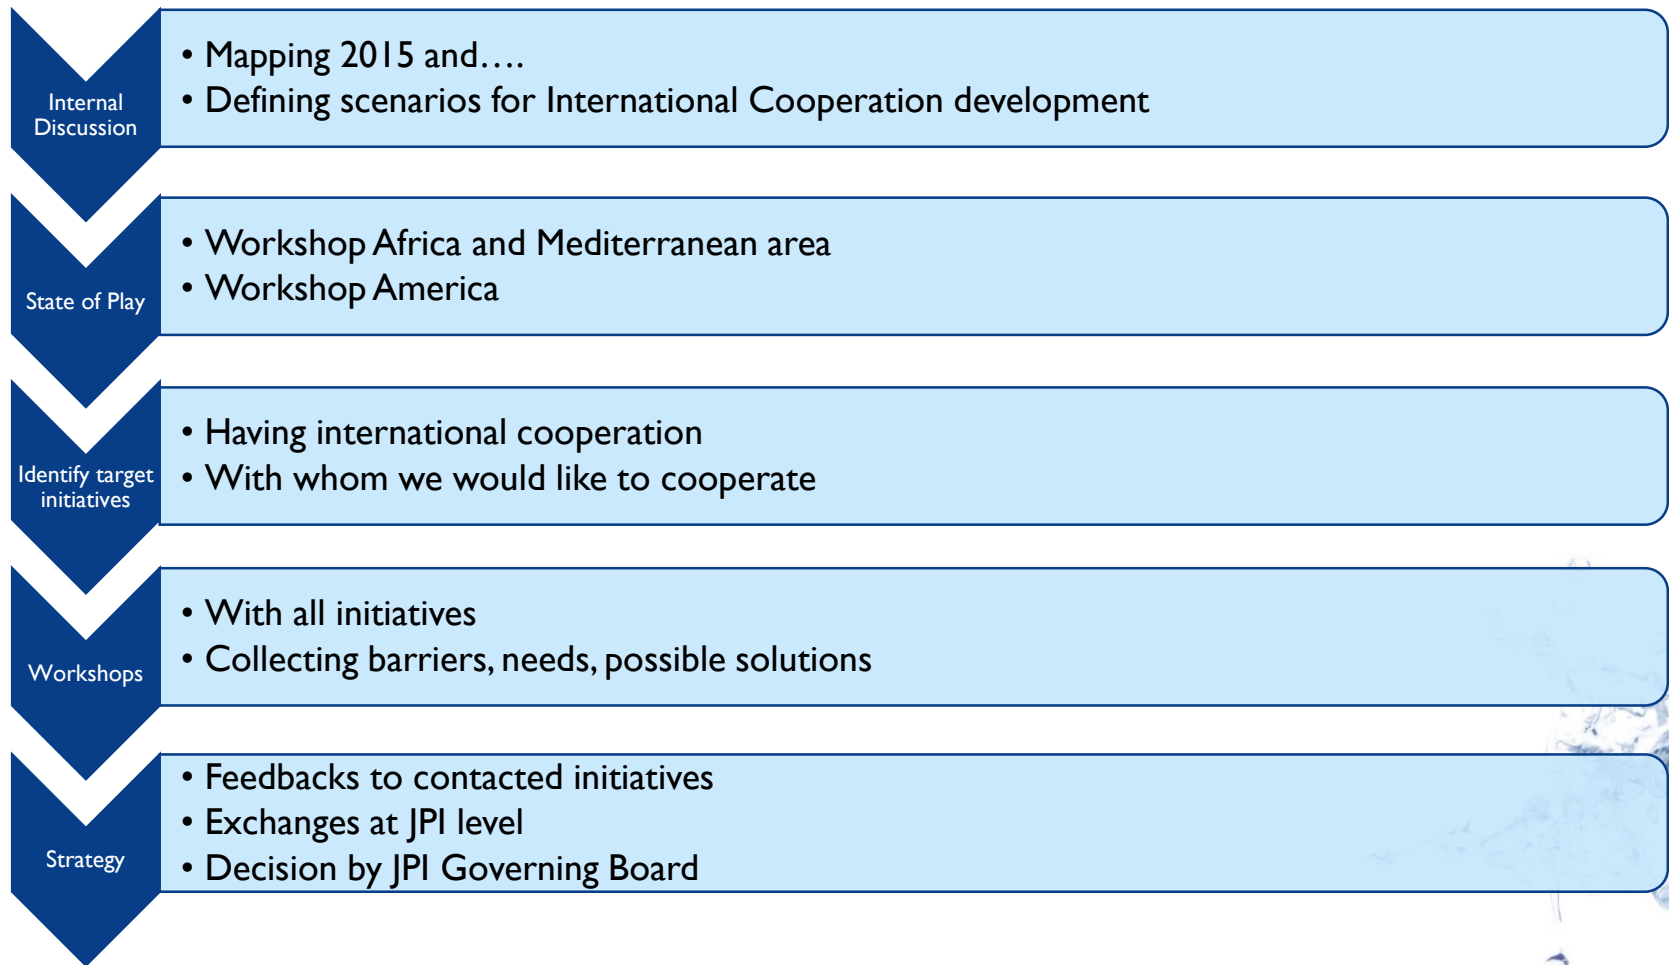 Internal
Discussion
• Mapping 2015 and....
• Defining scenarios for International Cooperation development
State of Play
• Workshop Africa and Mediterranean area
• Workshop America
Identify target
initiatives
• Having international cooperation
• With whom we would like to cooperate
Workshops
• With all initiatives
• Collecting barriers, needs, possible solutions
Strategy
• Feedbacks to contacted initiatives
• Exchanges at JPI level
• Decision by JPI Governing Board